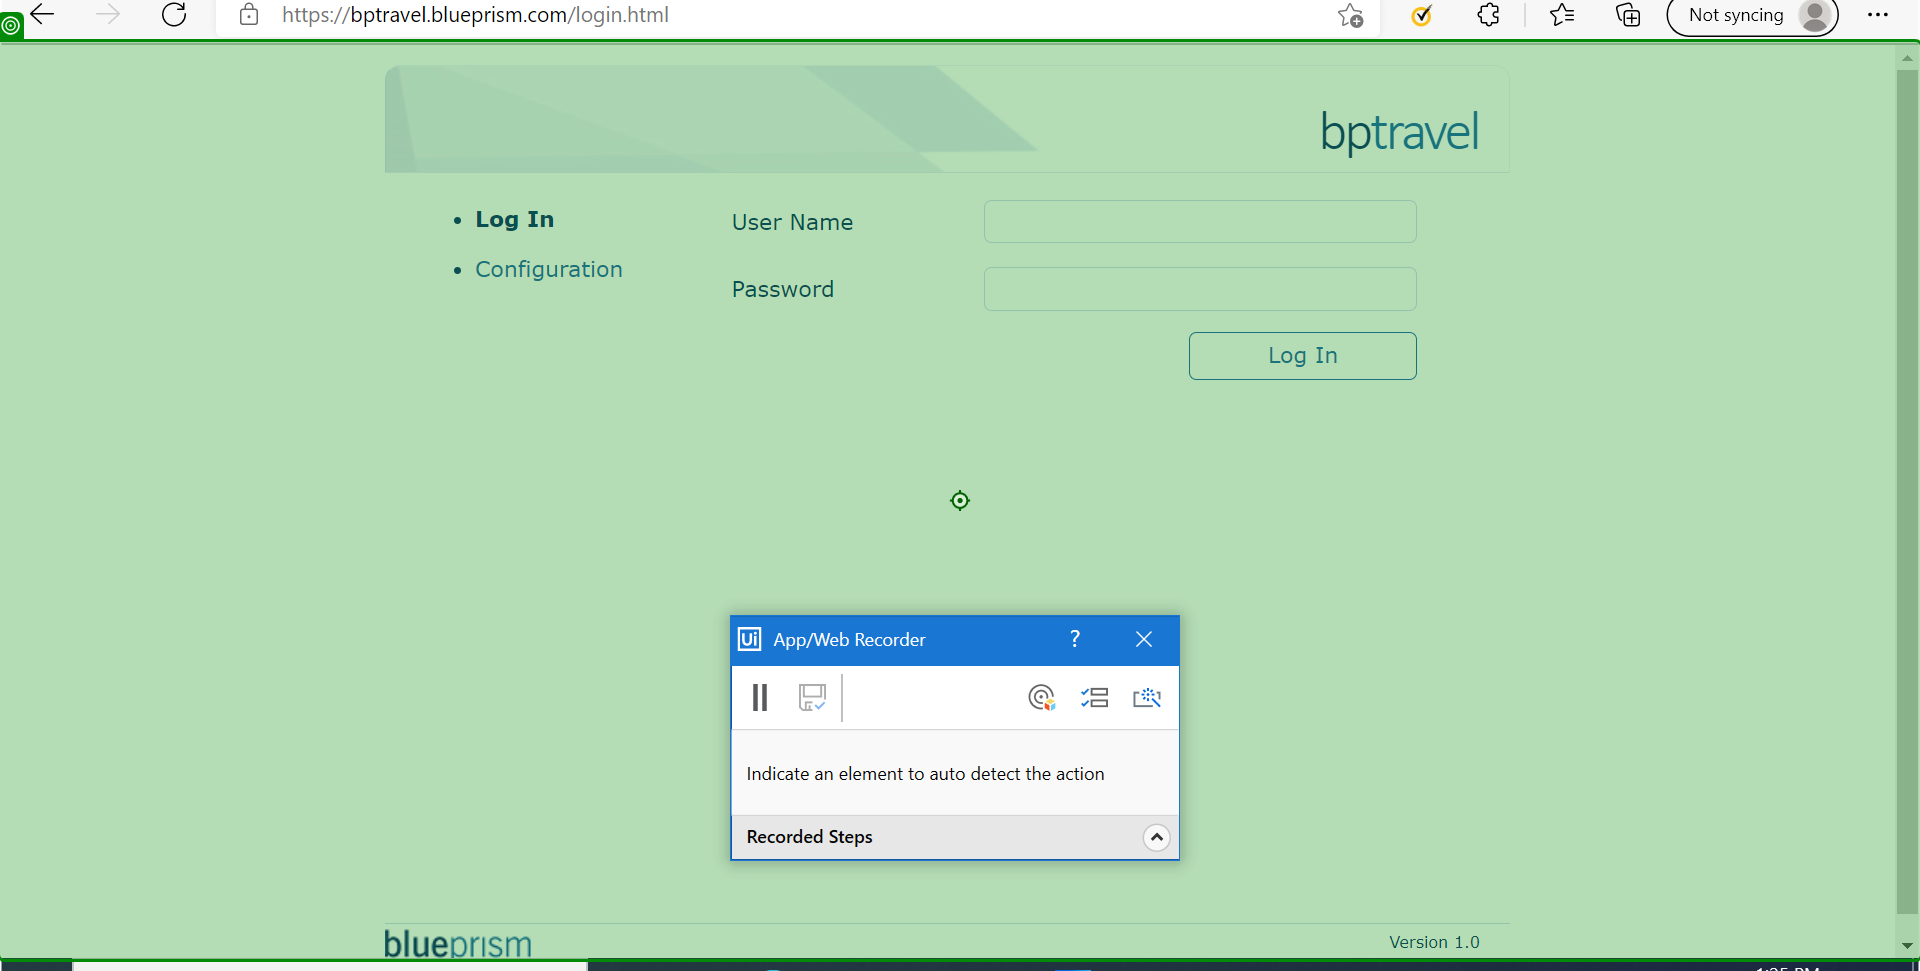 https://bptravel.blueprism.com/login.html
Not syncing
bptravel
Log In
User Name
Configuration
Password
Log In
Ui App/Web Recorder ?
Indicate an element to auto detect the action
Recorded Steps
blueprism
Version 1.0